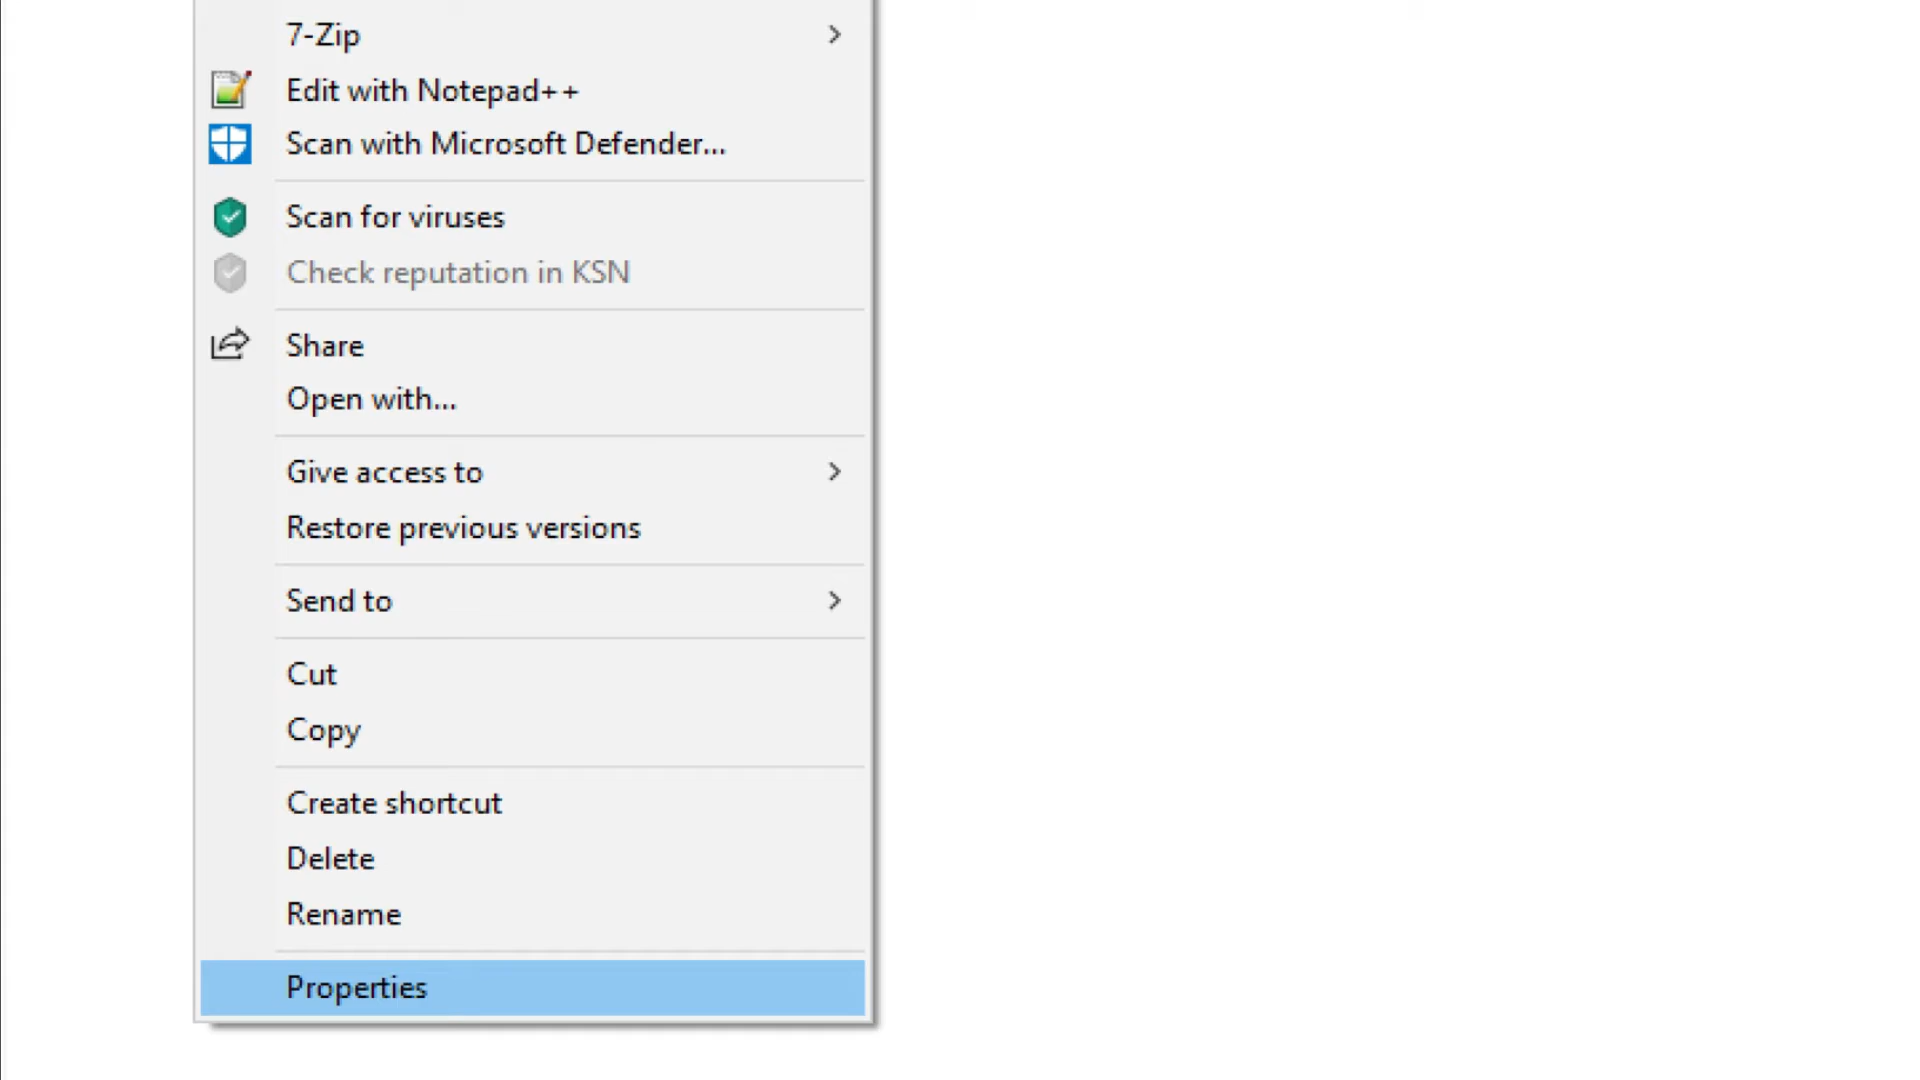 7-Zip
Edit with Notepad++
Scan with Microsoft Defender...
Scan for viruses
Check reputation in KSN
Share
Open with...
Give access to
Restore previous versions
Send to
Cut
Copy
Create shortcut
Delete
Rename
Properties